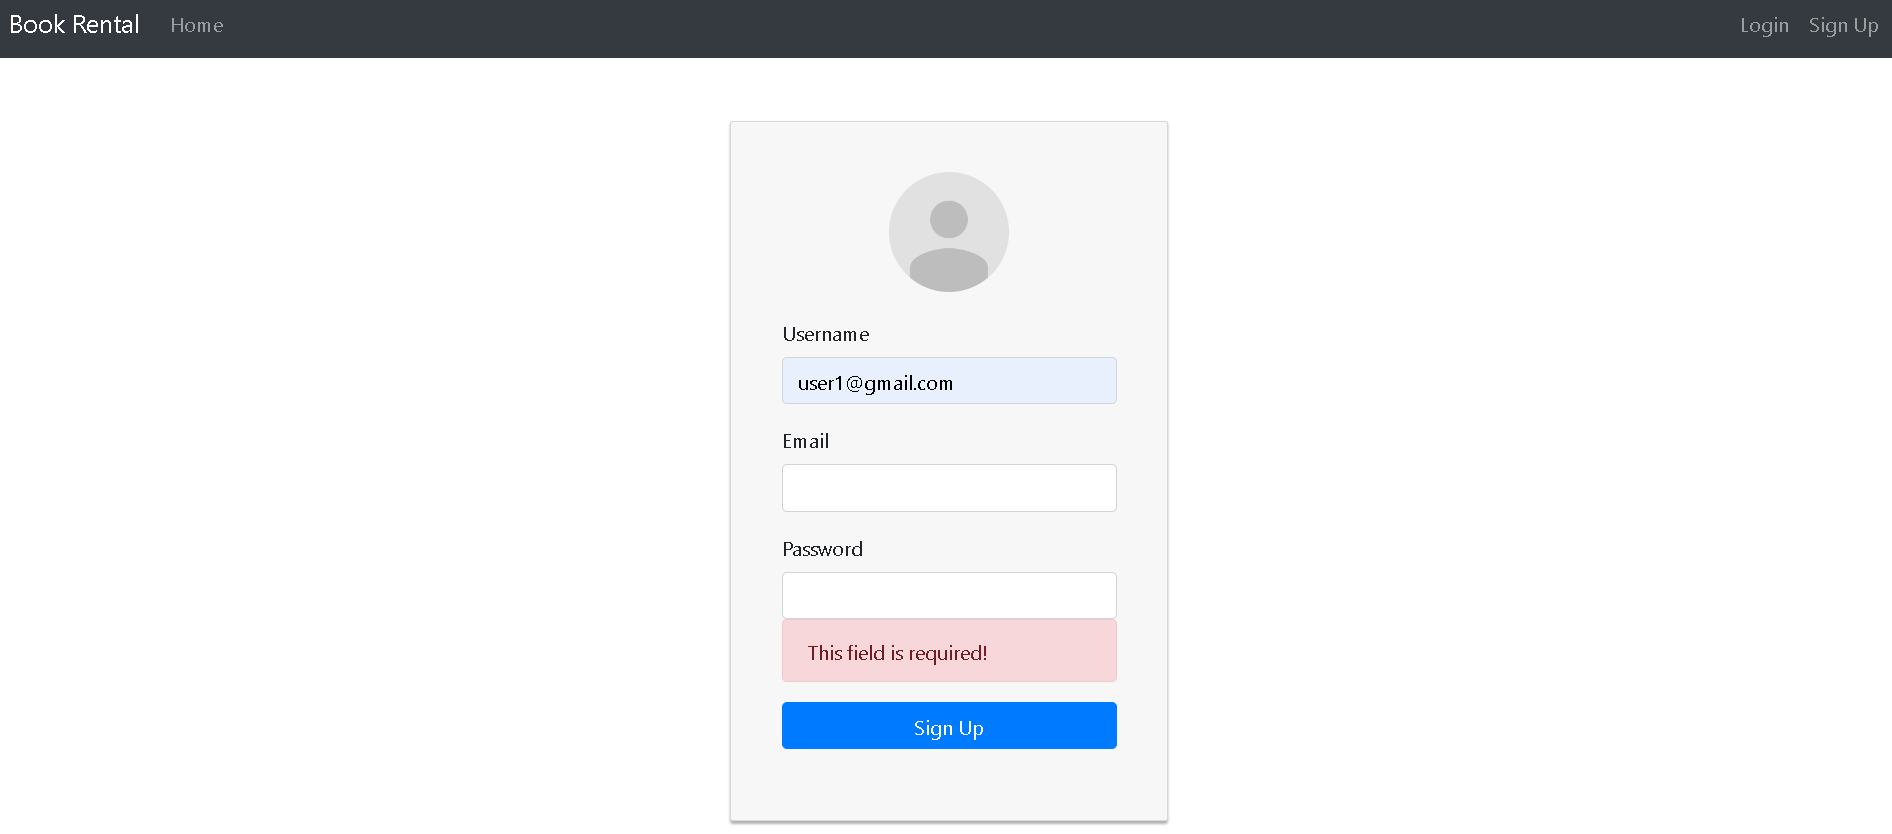 Book Rental Home Login Sign Up
Username
user1@gmail.com
Email
Password
This field is required!
Sign Up